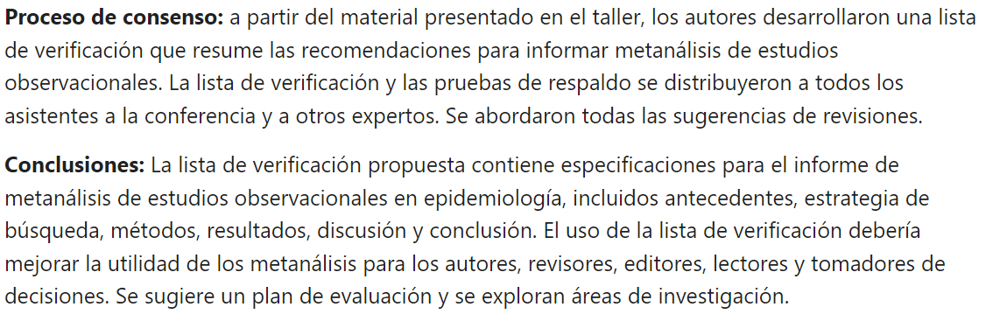 Proceso de consenso: a partir del material presentado en el taller, los autores desarrollaron una lista
de verificación que resume las recomendaciones para informar metanálisis de estudios
observacionales. La lista de verificación y las pruebas de respaldo se distribuyeron a todos los
asistentes a la conferencia y a otros expertos. Se abordaron todas las sugerencias de revisiones.
Conclusiones: La lista de verificación propuesta contiene especificaciones para el informe de
metanálisis de estudios observacionales en epidemiología, incluidos antecedentes, estrategia de
búsqueda, métodos, resultados, discusión y conclusión. El uso de la lista de verificación debería
mejorar la utilidad de los metanálisis para los autores, revisores, editores, lectores y tomadores de
decisiones. Se sugiere un plan de evaluación y se exploran áreas de investigación.